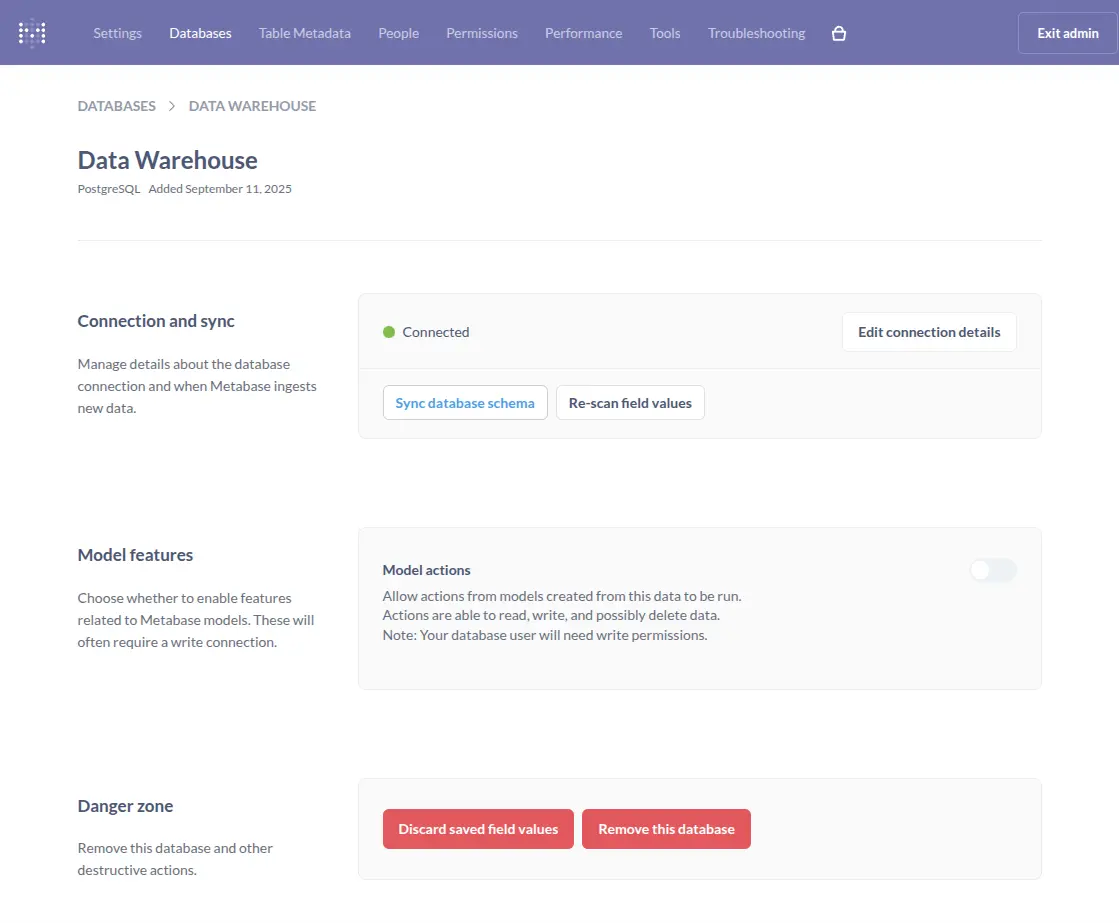 Settings Databases Table Metadata People Permissions Performance Tools Troubleshooting Exit admin
DATABASES > DATA WAREHOUSE
Data Warehouse
PostgreSQL Added September 11, 2025
Connection and sync
Manage details about the database
connection and when Metabase ingests
new data.
Connected
Edit connection details
Sync database schema
Re-scan field values
Model features
Choose whether to enable features
related to Metabase models. These will
often require a write connection.
Model actions
Allow actions from models created from this data to be run.
Actions are able to read, write, and possibly delete data.
Note: Your database user will need write permissions.
Danger zone
Remove this database and other
destructive actions.
Discard saved field values
Remove this database